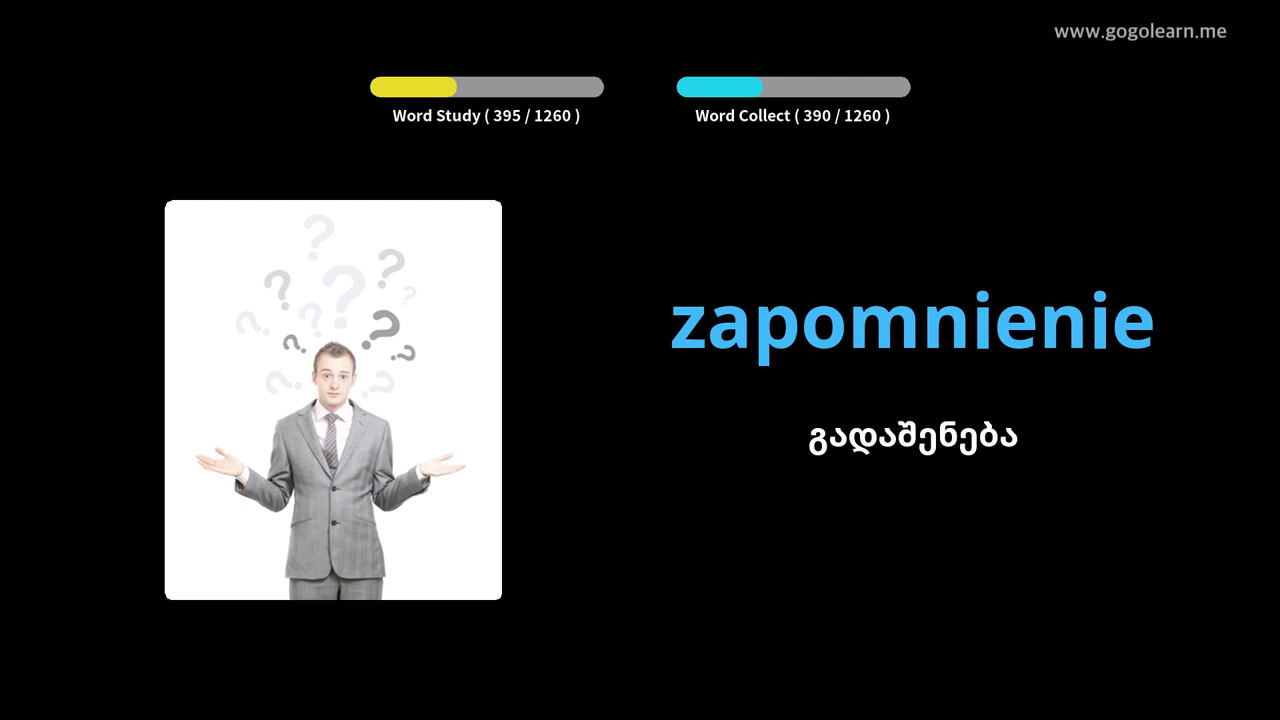 www.gogolearn.me
Word Study ( 395 / 1260 )
Word Collect ( 390 / 1260 )
zapomnienie
გადაშენება